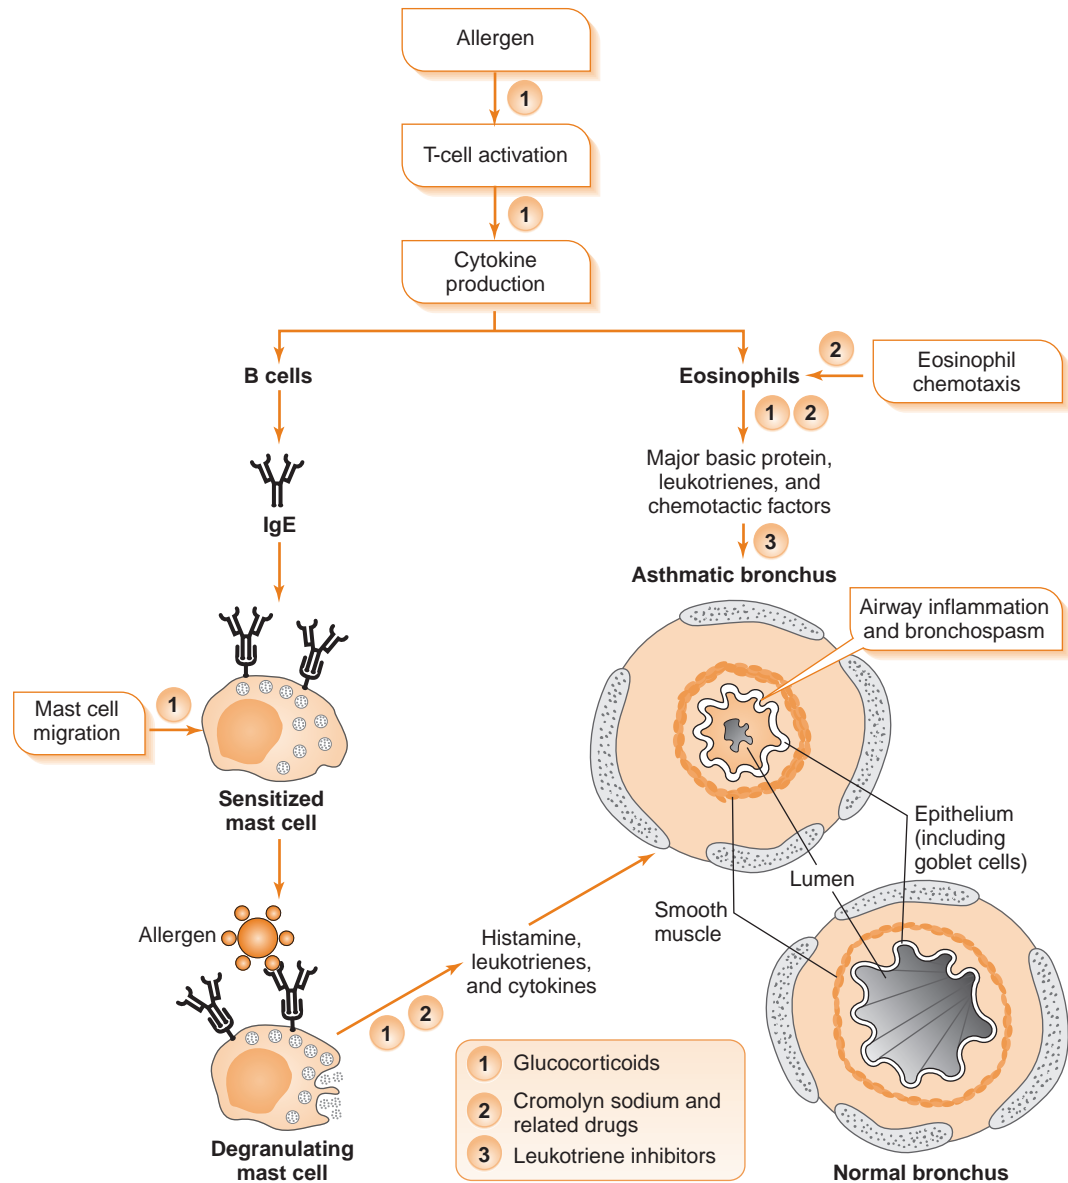 Allergen
1
T-cell activation
1
Cytokine
production
B cells
Eosinophils
2
Eosinophil
chemotaxis
1 2
Major basic protein,
leukotrienes, and
chemotactic factors
3
IgE
Asthmatic bronchus
Airway inflammation
and bronchospasm
Mast cell
migration
1
Sensitized
mast cell
Epithelium
(including
goblet cells)
Lumen
Smooth
muscle
Allergen
Histamine,
leukotrienes,
and cytokines
1 2
1 Glucocorticoids
2 Cromolyn sodium and
related drugs
3 Leukotriene inhibitors
Degranulating
mast cell
Normal bronchus